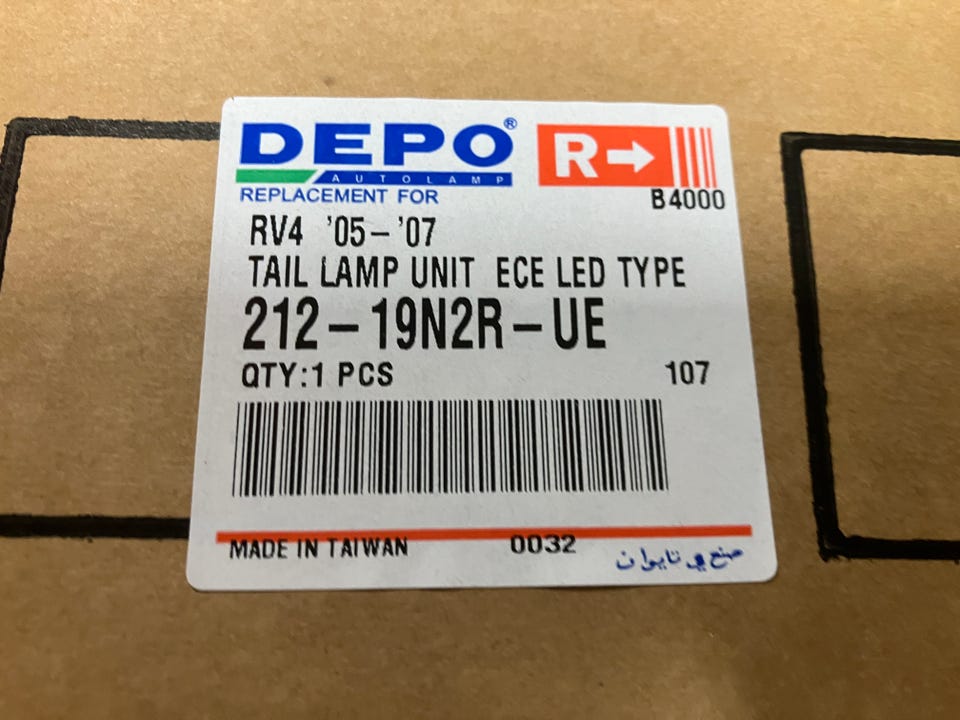 DEPO®
AUTOLAMP
R→
REPLACEMENT FOR
B4000
RV4 '05-'07
TAIL LAMP UNIT ECE LED TYPE
212-19N2R-UE
QTY:1 PCS 107
MADE IN TAIWAN 0032 صنع في تايوان